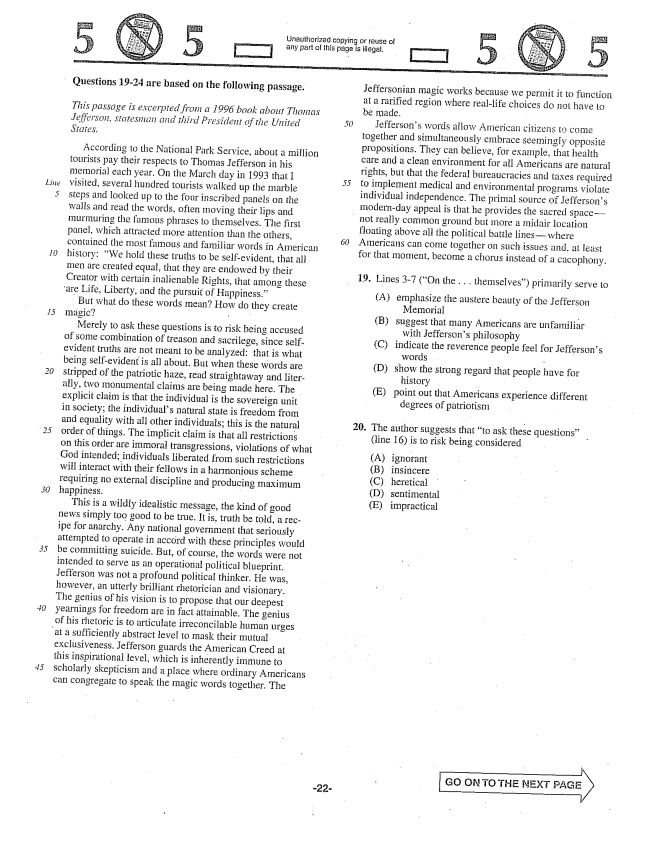 5 5
Unauthorized copying or reuse of
any part of this page is illegal.
5 5
Questions 19-24 are based on the following passage.
This passage is excerpted from a 1996 book about Thomas
Jefferson, statesman and third President of the United
States.
According to the National Park Service, about a million
tourists pay their respects to Thomas Jefferson in his
memorial each year. On the March day in 1993 that I
Line visited, several hundred tourists walked up the marble
5 steps and looked up to the four inscribed panels on the
walls and read the words, often moving their lips and
murmuring the famous phrases to themselves. The first
panel, which attracted more attention than the others,
contained the most famous and familiar words in American
10 history: "We hold these truths to be self-evident, that all
men are created equal, that they are endowed by their
Creator with certain inalienable Rights, that among these
are Life, Liberty, and the pursuit of Happiness."
But what do these words mean? How do they create
15 magic?
Merely to ask these questions is to risk being accused
of some combination of treason and sacrilege, since self-
evident truths are not meant to be analyzed: that is what
being self-evident is all about. But when these words are
20 stripped of the patriotic haze, read straightaway and liter-
ally, two monumental claims are being made here. The
explicit claim is that the individual is the sovereign unit
in society; the individual's natural state is freedom from
and equality with all other individuals; this is the natural
25 order of things. The implicit claim is that all restrictions
on this order are immoral transgressions, violations of what
God intended; individuals liberated from such restrictions
will interact with their fellows in a harmonious scheme
requiring no external discipline and producing maximum
30 happiness.
This is a wildly idealistic message, the kind of good
news simply too good to be true. It is, truth be told, a rec-
ipe for anarchy. Any national government that seriously
attempted to operate in accord with these principles would
35 be committing suicide. But, of course, the words were not
intended to serve as an operational political blueprint.
Jefferson was not a profound political thinker. He was,
however, an utterly brilliant rhetorician and visionary.
The genius of his vision is to propose that our deepest
40 yearnings for freedom are in fact attainable. The genius
of his rhetoric is to articulate irreconcilable human urges
at a sufficiently abstract level to mask their mutual
exclusiveness. Jefferson guards the American Creed at
this inspirational level, which is inherently immune to
45 scholarly skepticism and a place where ordinary Americans
can congregate to speak the magic words together. The
Jeffersonian magic works because we permit it to function
at a rarified region where real-life choices do not have to
be made.
50 Jefferson's words allow American citizens to come
together and simultaneously embrace seemingly opposite
propositions. They can believe, for example, that health
care and a clean environment for all Americans are natural
rights, but that the federal bureaucracies and taxes required
55 to implement medical and environmental programs violate
individual independence. The primal source of Jefferson's
modern-day appeal is that he provides the sacred space—
not really common ground but more a midair location
floating above all the political battle lines—where
60 Americans can come together on such issues and, at least
for that moment, become a chorus instead of a cacophony.
19. Lines 3-7 ("On the . . . themselves") primarily serve to
(A) emphasize the austere beauty of the Jefferson
Memorial
(B) suggest that many Americans are unfamiliar
with Jefferson's philosophy
(C) indicate the reverence people feel for Jefferson's
words
(D) show the strong regard that people have for
history
(E) point out that Americans experience different
degrees of patriotism
20. The author suggests that "to ask these questions"
(line 16) is to risk being considered
(A) ignorant
(B) insincere
(C) heretical
(D) sentimental
(E) impractical
-22-
GO ON TO THE NEXT PAGE